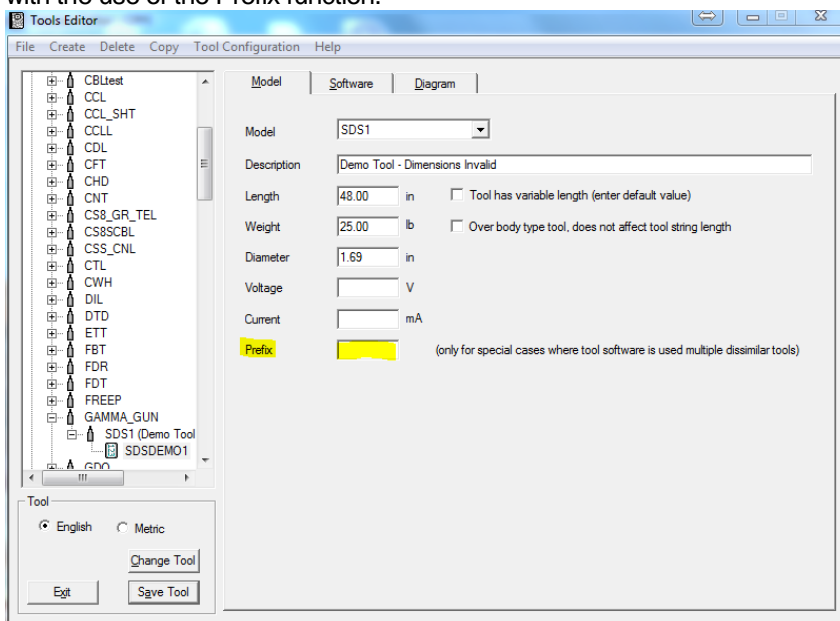 with the use of the Prefix function.
Tools Editor
File Create Delete Copy Tool Configuration Help
CBLtest
CCL
CCL_SHT
CCLL
CDL
CFT
CHD
CNT
CS8_GR_TEL
CS8SCBL
CSS_CNL
CTL
CWH
DIL
DTD
ETT
FBT
FDR
FDT
FREEP
GAMMA_GUN
SDS1 (Demo Tool
SDSDEMO1
GDO
Model Software Diagram
Model SDS1
Description Demo Tool - Dimensions Invalid
Length 48.00 in Tool has variable length (enter default value)
Weight 25.00 lb Over body type tool, does not affect tool string length
Diameter 1.69 in
Voltage V
Current mA
Prefix (only for special cases where tool software is used multiple dissimilar tools)
Tool
English Metric
Change Tool
Exit Save Tool